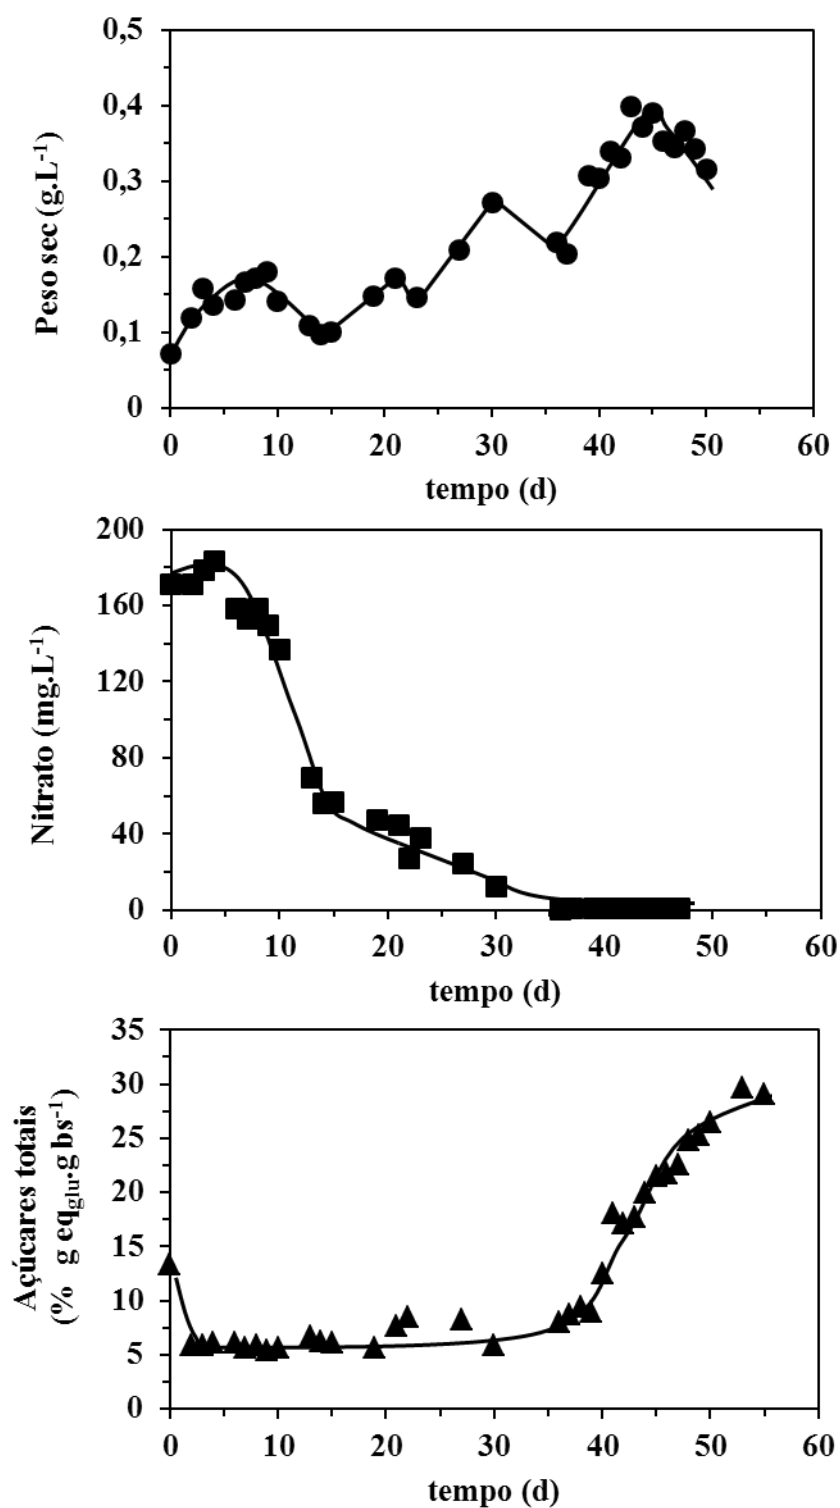 0,5
0,4
0,3
0,2
0,1
0
Peso sec (g.L-1)
0 10 20 30 40 50 60
tempo (d)
200
160
120
80
40
0
Nitrato (mg.L-1)
0 10 20 30 40 50 60
tempo (d)
35
30
25
20
15
10
5
0
Açúcares totais
(% g eqglu.g bs-1)
0 10 20 30 40 50 60
tempo (d)